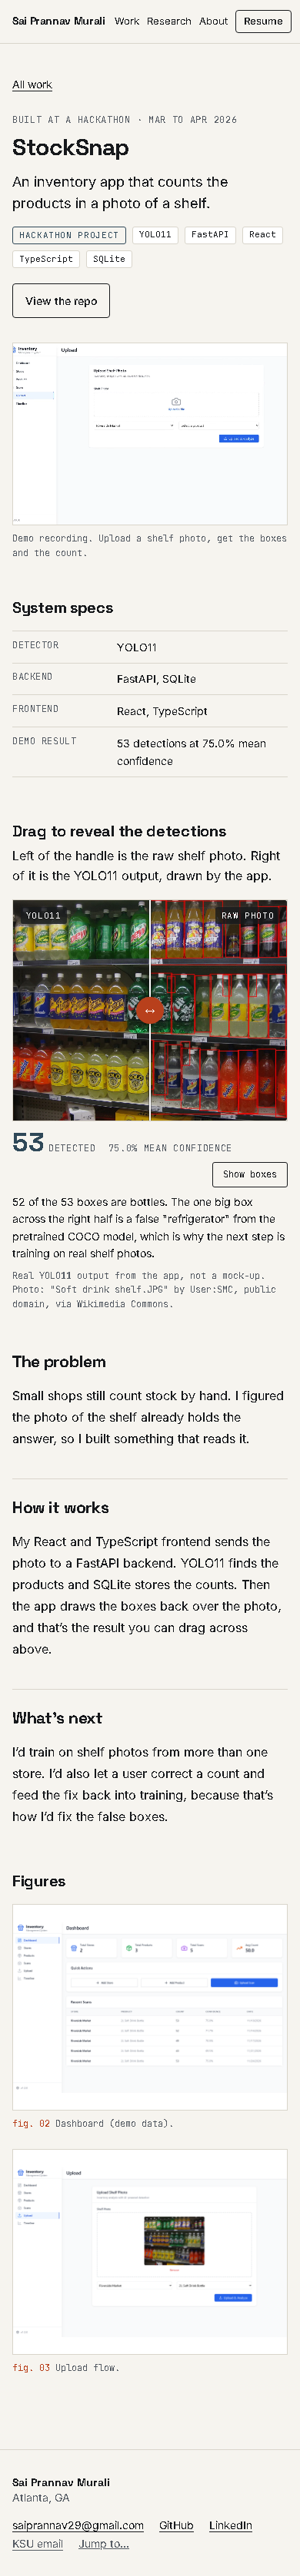 Sai Prannav Murali Work Research About Resume
All work
BUILT AT A HACKATHON · MAR TO APR 2026
StockSnap
An inventory app that counts the
products in a photo of a shelf.
HACKATHON PROJECT YOLO11 FastAPI React
TypeScript SQLite
View the repo
Inventory
Upload
Demo recording. Upload a shelf photo, get the boxes
and the count.
System specs
DETECTOR YOLO11
BACKEND FastAPI, SQLite
FRONTEND React, TypeScript
DEMO RESULT 53 detections at 75.0% mean
confidence
Drag to reveal the detections
Left of the handle is the raw shelf photo. Right
of it is the YOLO11 output, drawn by the app.
YOLO11 RAW PHOTO
53 DETECTED 75.0% MEAN CONFIDENCE
Show boxes
52 of the 53 boxes are bottles. The one big box
across the right half is a false "refrigerator" from the
pretrained COCO model, which is why the next step is
training on real shelf photos.
Real YOLO11 output from the app, not a mock-up.
Photo: "Soft drink shelf.JPG" by User:SMC, public
domain, via Wikimedia Commons.
The problem
Small shops still count stock by hand. I figured
the photo of the shelf already holds the
answer, so I built something that reads it.
How it works
My React and TypeScript frontend sends the
photo to a FastAPI backend. YOLO11 finds the
products and SQLite stores the counts. Then
the app draws the boxes back over the photo,
and that's the result you can drag across
above.
What's next
I'd train on shelf photos from more than one
store. I'd also let a user correct a count and
feed the fix back into training, because that's
how I'd fix the false boxes.
Figures
Inventory
Dashboard
Quick Actions
Recent Scans
fig. 02 Dashboard (demo data).
Inventory
Upload
Upload Shelf Photo
fig. 03 Upload flow.
Sai Prannav Murali
Atlanta, GA
saiprannav29@gmail.com GitHub LinkedIn
KSU email Jump to...